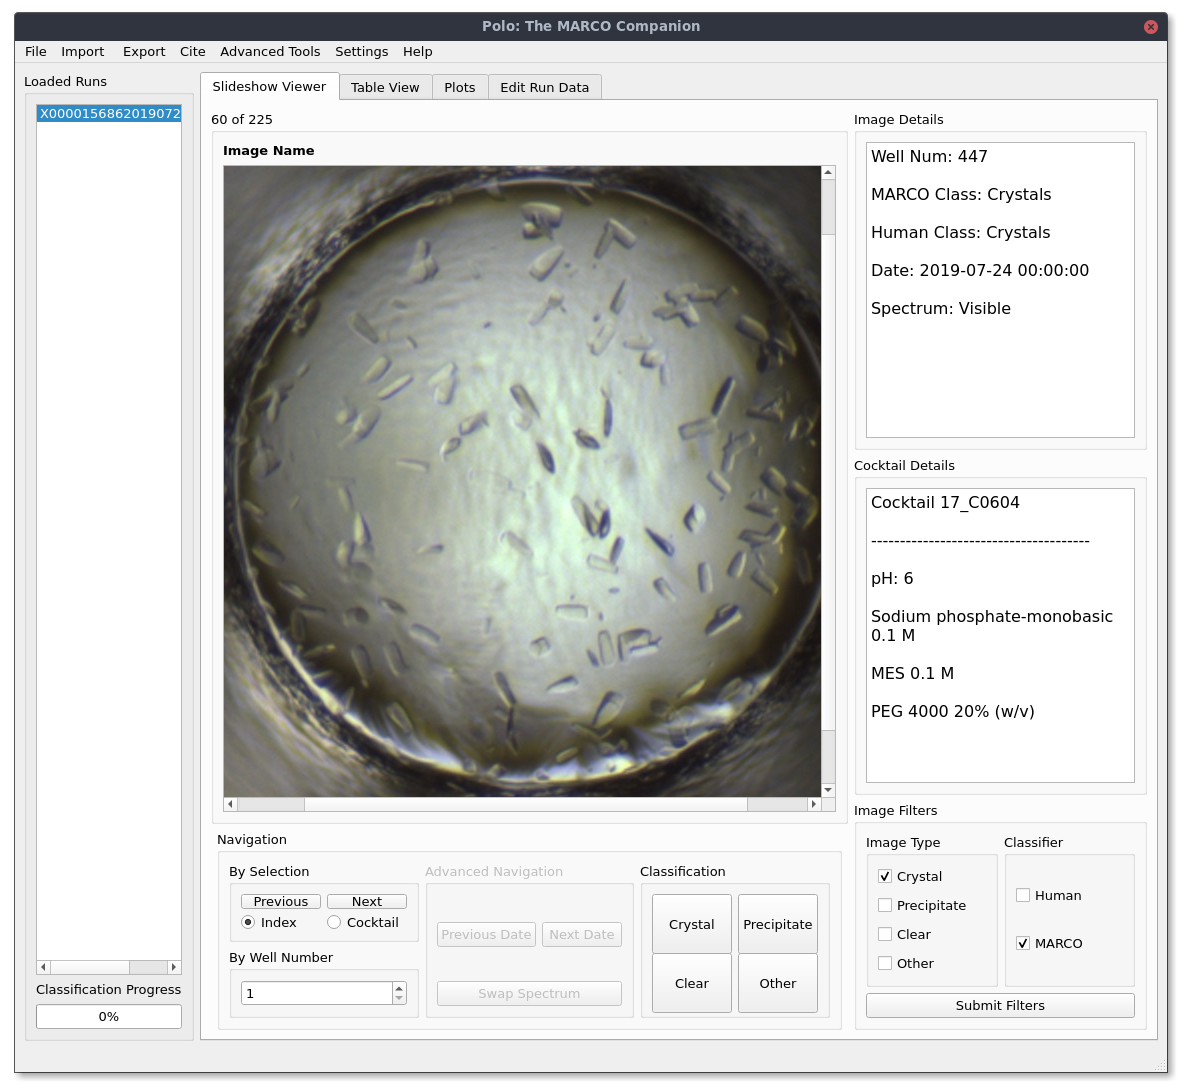 Polo: The MARCO Companion
File Import Export Cite Advanced Tools Settings Help
Loaded Runs
X0000156862019072
Classification Progress
0%
Slideshow Viewer Table View Plots Edit Run Data
60 of 225
Image Name
Navigation
By Selection
Previous Next
Index Cocktail
By Well Number
1
Advanced Navigation
Previous Date Next Date
Swap Spectrum
Classification
Crystal Precipitate
Clear Other
Image Details
Well Num: 447
MARCO Class: Crystals
Human Class: Crystals
Date: 2019-07-24 00:00:00
Spectrum: Visible
Cocktail Details
Cocktail 17_C0604
--------------------------------------
pH: 6
Sodium phosphate-monobasic
0.1 M
MES 0.1 M
PEG 4000 20% (w/v)
Image Filters
Image Type
Crystal
Precipitate
Clear
Other
Classifier
Human
MARCO
Submit Filters